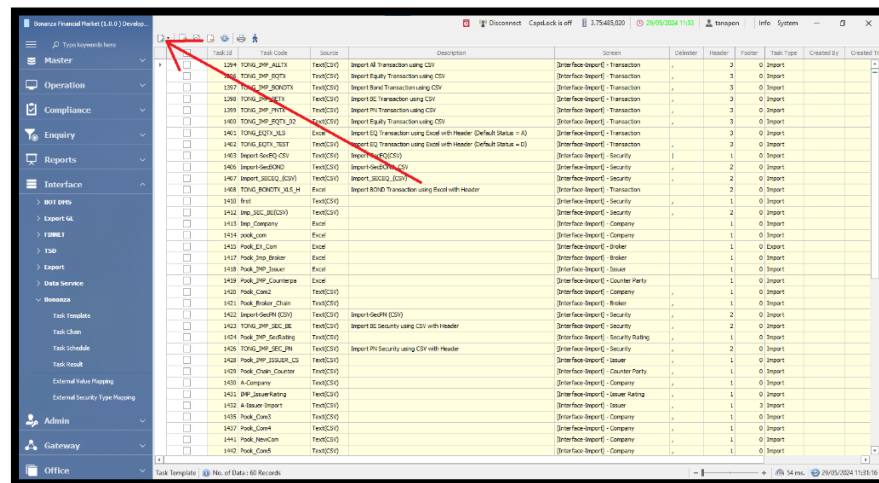 Bonanza Financial Market (1.0.0) Develop...
Disconnect CapsLock is off 3.75:485,020 29/05/2024 11:33 tanapon Info System
Type keywords here
Master
Operation
Compliance
Enquiry
Reports
Interface
BOT DMS
Export GL
FINNET
TSD
Export
Data Service
Bonanza
Task Template
Task Chain
Task Schedule
Task Result
External Value Mapping
External Security Type Mapping
Admin
Gateway
Office
Task Id Task Code Source Description Screen Delimiter Header Footer Task Type Created By Created Ti
1394 TONG_IMP_ALLTX Text(CSV) Import All Transaction using CSV [Interface-Import] - Transaction , 3 0 Import
1396 TONG_IMP_EQTX Text(CSV) Import Equity Transaction using CSV [Interface-Import] - Transaction , 3 0 Import
1397 TONG_IMP_BONDTX Text(CSV) Import Bond Transaction using CSV [Interface-Import] - Transaction , 3 0 Import
1398 TONG_IMP_BETX Text(CSV) Import BE Transaction using CSV [Interface-Import] - Transaction , 3 0 Import
1399 TONG_IMP_PNTX Text(CSV) Import PN Transaction using CSV [Interface-Import] - Transaction , 3 0 Import
1400 TONG_IMP_EQTX_02 Text(CSV) Import Equity Transaction using CSV [Interface-Import] - Transaction , 3 0 Import
1401 TONG_EQTX_XLS Excel Import EQ Transaction using Excel with Header (Default Status = A) [Interface-Import] - Transaction , 3 0 Import
1402 TONG_EQTX_TEST Excel Import EQ Transaction using Excel with Header (Default Status = D) [Interface-Import] - Transaction , 3 0 Import
1403 Import-SecEQ-CSV Text(CSV) Import-SecEQ(CSV) [Interface-Import] - Security | 1 0 Import
1405 Import-SecBOND Text(CSV) Import-SecBOND_CSV [Interface-Import] - Security , 2 0 Import
1407 Import_SECEQ_(CSV) Text(CSV) Import_SECEQ_(CSV) [Interface-Import] - Security , 2 0 Import
1408 TONG_BONDTX_XLS_H Excel Import BOND Transaction using Excel with Header [Interface-Import] - Transaction 2 0 Import
1410 first Text(CSV) [Interface-Import] - Security , 1 0 Import
1412 Imp_SEC_BE(CSV) Text(CSV) [Interface-Import] - Security , 2 0 Import
1413 Imp_Company Excel [Interface-Import] - Company 1 0 Import
1414 pook_com Excel [Interface-Import] - Company 1 0 Import
1415 Pook_EX_Com Excel [Interface-Import] - Broker 1 0 Export
1417 Pook_Imp_Broker Excel [Interface-Import] - Broker 1 0 Import
1418 Pook_IMP_Issuer Excel [Interface-Import] - Issuer 1 0 Import
1419 Pook_IMP_Counterpa Excel [Interface-Import] - Counter Party 1 0 Import
1420 Pook_Com2 Text(CSV) [Interface-Import] - Company , 1 0 Import
1421 Pook_Broker_Chain Text(CSV) [Interface-Import] - Broker , 1 0 Import
1422 Import-SecPN (CSV) Text(CSV) Import-SecPN (CSV) [Interface-Import] - Security , 2 0 Import
1423 TONG_IMP_SEC_BE Text(CSV) Import BE Security using CSV with Header [Interface-Import] - Security , 2 0 Import
1424 Pook_IMP_SecRating Text(CSV) [Interface-Import] - Security Rating , 1 0 Import
1426 TONG_IMP_SEC_PN Text(CSV) Import PN Security using CSV with Header [Interface-Import] - Security , 2 0 Import
1428 Pook_IMP_ISSUER_CS Text(CSV) [Interface-Import] - Issuer , 1 0 Import
1429 Pook_Chain_Counter Text(CSV) [Interface-Import] - Counter Party , 1 0 Import
1430 A-Company Text(CSV) [Interface-Import] - Company , 1 0 Import
1431 IMP_IssuerRating Text(CSV) [Interface-Import] - Issuer Rating , 1 0 Import
1432 A-Issuer-Import Text(CSV) [Interface-Import] - Issuer , 1 3 Import
1435 Pook_Com3 Text(CSV) [Interface-Import] - Company , 1 0 Import
1437 Pook_Com4 Text(CSV) [Interface-Import] - Company , 1 0 Import
1441 Pook_NewCom Text(CSV) [Interface-Import] - Company , 1 0 Import
1442 Pook_Com5 Text(CSV) [Interface-Import] - Company , 1 0 Import
Task Template No. of Data : 60 Records 54 ms. 29/05/2024 11:31:16